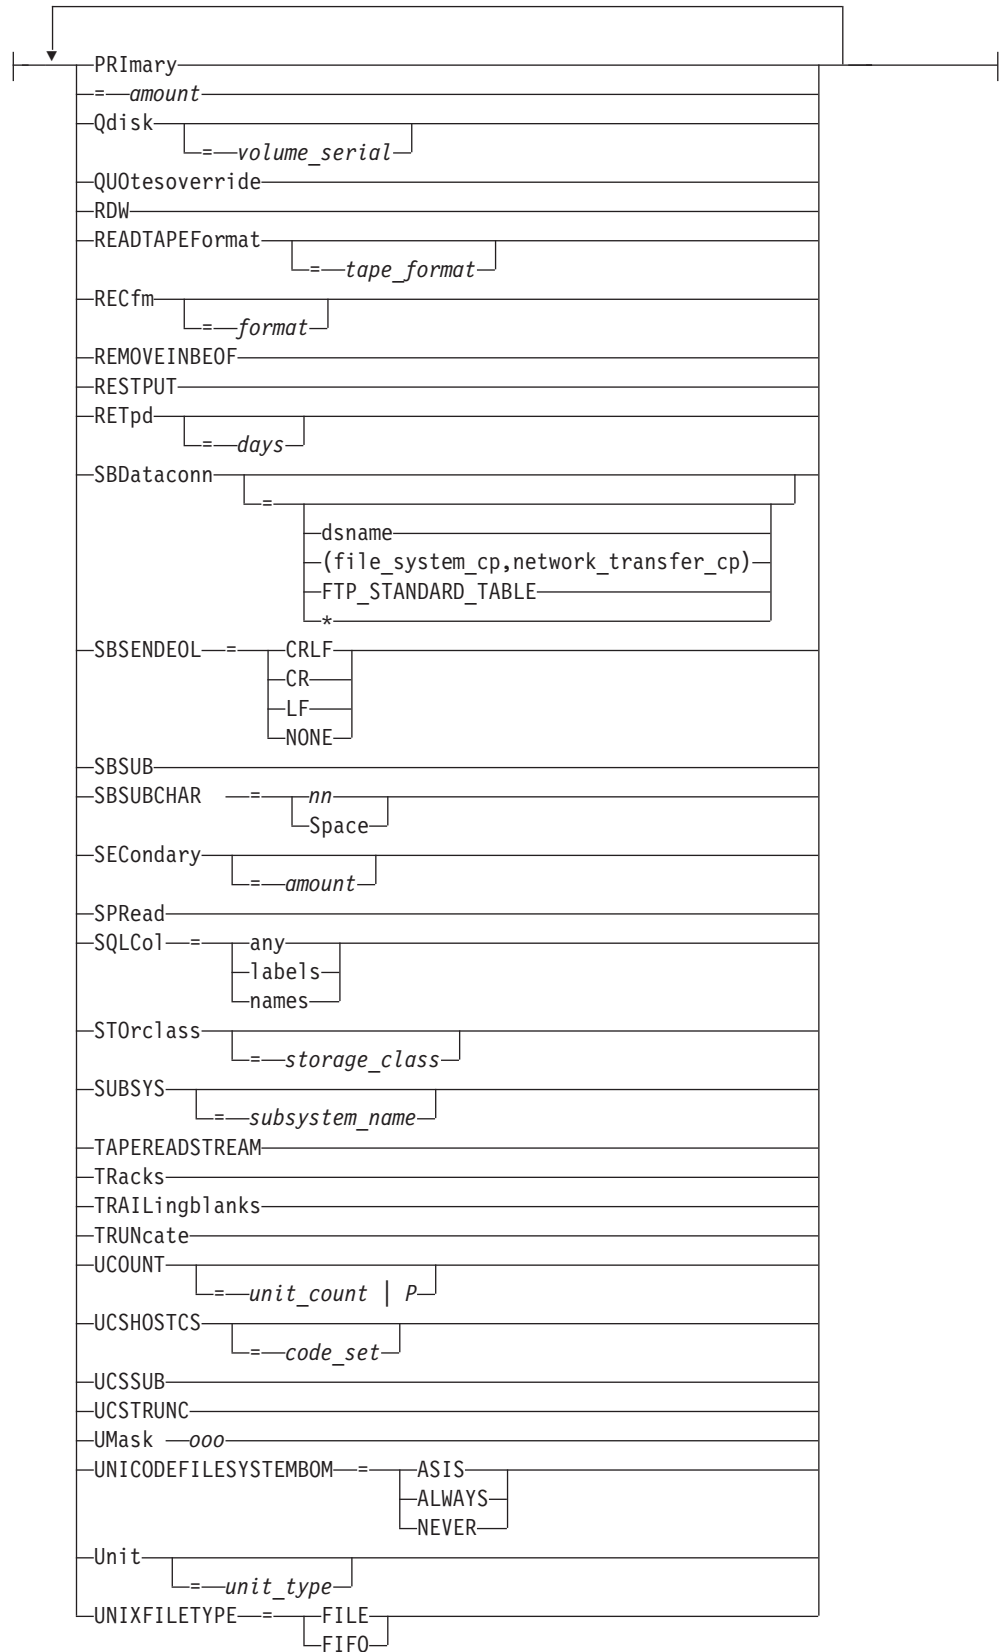 PRImary
=amount
Qdisk
=volume_serial
QUOtesoverride
RDW
READTAPEFormat
=tape_format
RECfm
=format
REMOVEINBEOF
RESTPUT
RETpd
=days
SBDataconn
=
dsname
(file_system_cp,network_transfer_cp)
FTP_STANDARD_TABLE
*
SBSENDEOL = CRLF
CR
LF
NONE
SBSUB
SBSUBCHAR = nn
Space
SECondary
=amount
SPRead
SQLCol = any
labels
names
STOrclass
=storage_class
SUBSYS
=subsystem_name
TAPEREADSTREAM
TRacks
TRAILingblanks
TRUNcate
UCOUNT
=unit_count | P
UCSHOSTCS
=code_set
UCSSUB
UCSTRUNC
UMask ooo
UNICODEFILESYSTEMBOM = ASIS
ALWAYS
NEVER
Unit
=unit_type
UNIXFILETYPE = FILE
FIFO